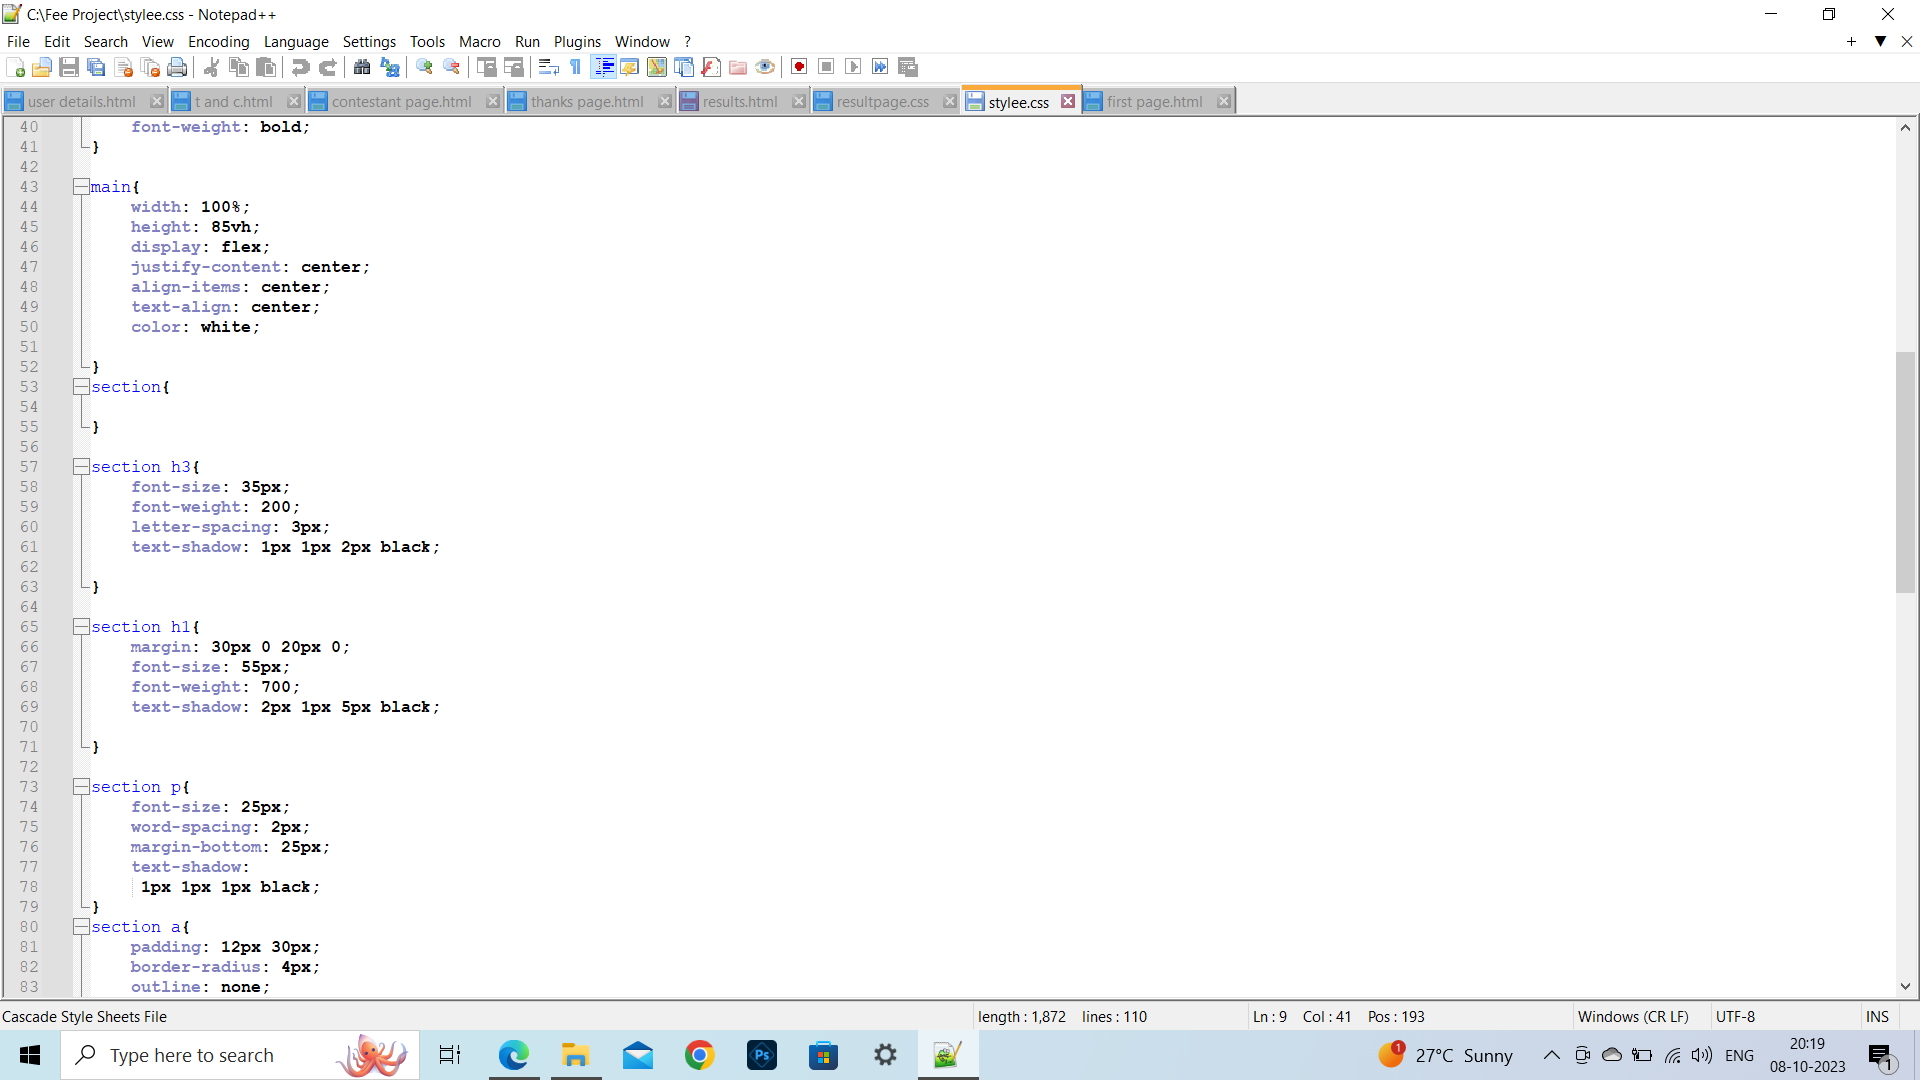 C:\Fee Project\stylee.css - Notepad++
File Edit Search View Encoding Language Settings Tools Macro Run Plugins Window ?
user details.html t and c.html contestant page.html thanks page.html results.html resultpage.css stylee.css first page.html
40 font-weight: bold;
41 }
42
43 main{
44 width: 100%;
45 height: 85vh;
46 display: flex;
47 justify-content: center;
48 align-items: center;
49 text-align: center;
50 color: white;
51
52 }
53 section{
54
55 }
56
57 section h3{
58 font-size: 35px;
59 font-weight: 200;
60 letter-spacing: 3px;
61 text-shadow: 1px 1px 2px black;
62
63 }
64
65 section h1{
66 margin: 30px 0 20px 0;
67 font-size: 55px;
68 font-weight: 700;
69 text-shadow: 2px 1px 5px black;
70
71 }
72
73 section p{
74 font-size: 25px;
75 word-spacing: 2px;
76 margin-bottom: 25px;
77 text-shadow:
78 1px 1px 1px black;
79 }
80 section a{
81 padding: 12px 30px;
82 border-radius: 4px;
83 outline: none;
Cascade Style Sheets File length : 1,872 lines : 110 Ln : 9 Col : 41 Pos : 193 Windows (CR LF) UTF-8 INS
Type here to search Ps 1 27°C Sunny ENG 20:19
08-10-2023 1